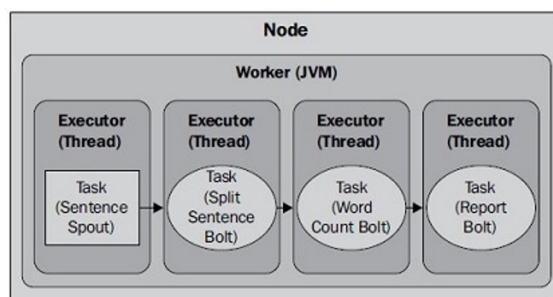 Node
Worker (JVM)
Executor
(Thread)
Executor
(Thread)
Executor
(Thread)
Executor
(Thread)
Task
(Sentence
Spout)
Task
(Split
Sentence
Bolt)
Task
(Word
Count Bolt)
Task
(Report
Bolt)